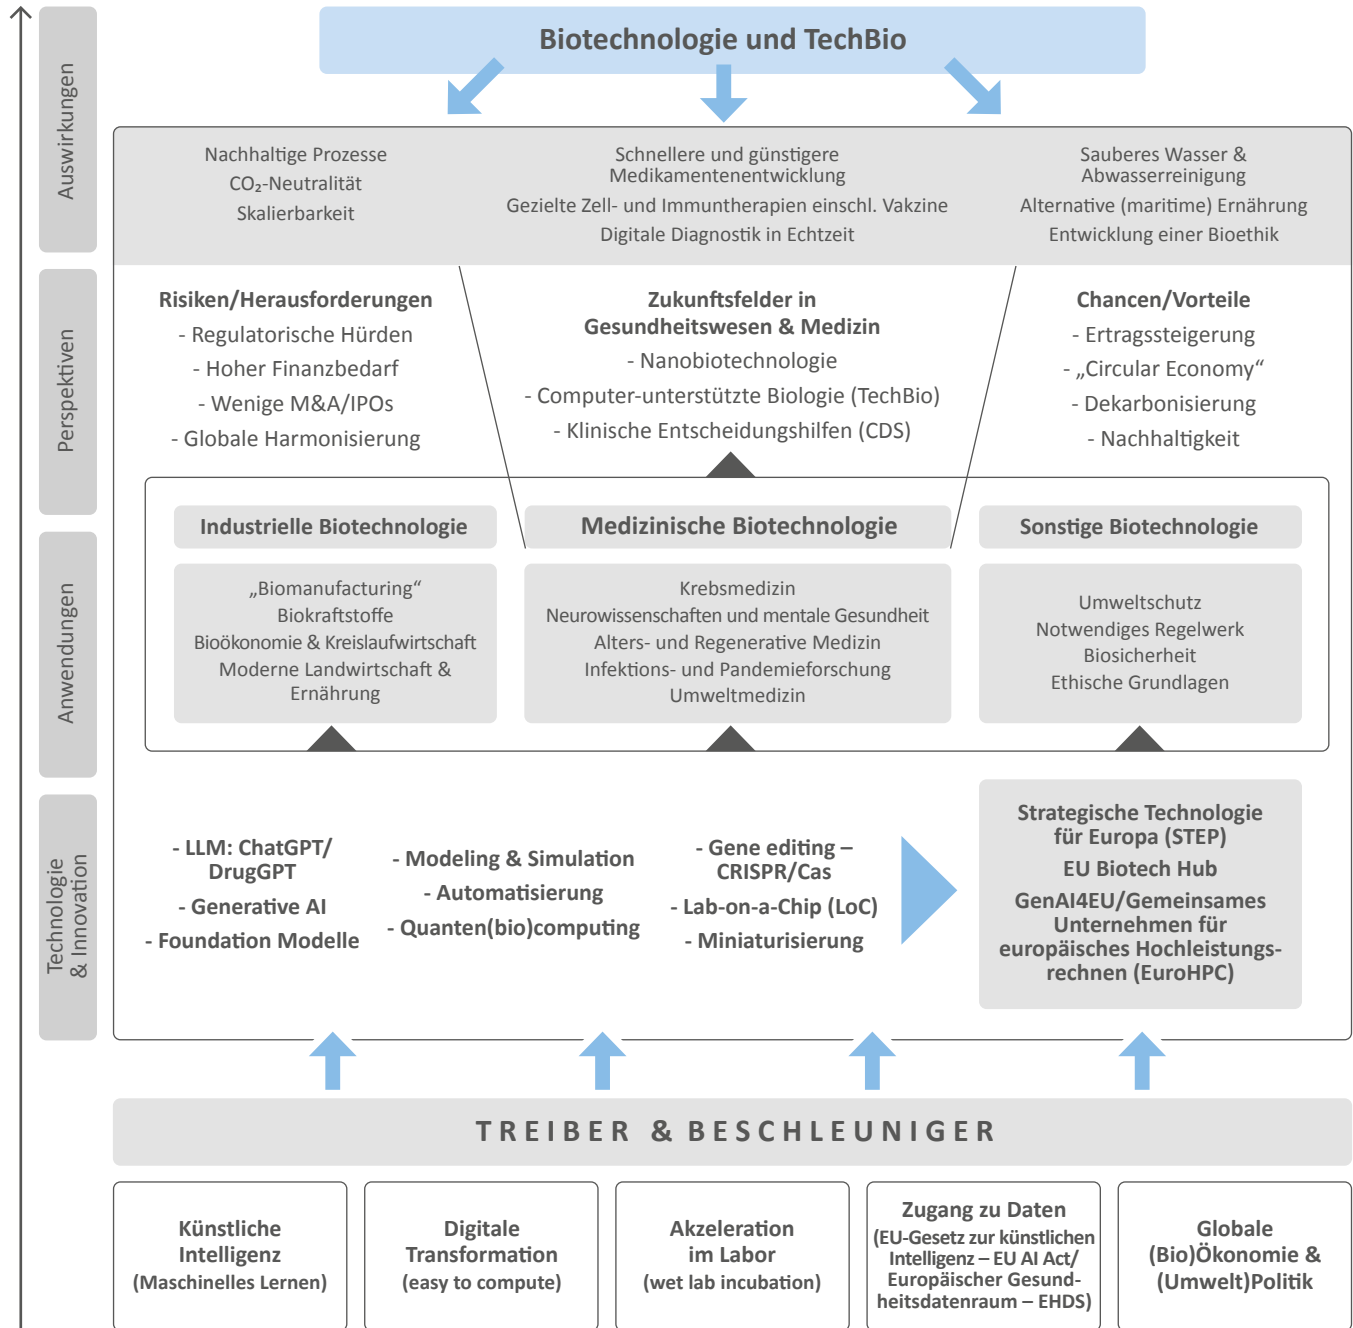 Biotechnologie und TechBio
Auswirkungen
Nachhaltige Prozesse
CO₂-Neutralität
Skalierbarkeit
Schnellere und günstigere
Medikamentenentwicklung
Gezielte Zell- und Immuntherapien einschl. Vakzine
Digitale Diagnostik in Echtzeit
Sauberes Wasser &
Abwasserreinigung
Alternative (maritime) Ernährung
Entwicklung einer Bioethik
Perspektiven
Risiken/Herausforderungen
- Regulatorische Hürden
- Hoher Finanzbedarf
- Wenige M&A/IPOs
- Globale Harmonisierung
Zukunftsfelder in
Gesundheitswesen & Medizin
- Nanobiotechnologie
- Computer-unterstützte Biologie (TechBio)
- Klinische Entscheidungshilfen (CDS)
Chancen/Vorteile
- Ertragssteigerung
- „Circular Economy“
- Dekarbonisierung
- Nachhaltigkeit
Anwendungen
Industrielle Biotechnologie
„Biomanufacturing“
Biokraftstoffe
Bioökonomie & Kreislaufwirtschaft
Moderne Landwirtschaft &
Ernährung
Medizinische Biotechnologie
Krebsmedizin
Neurowissenschaften und mentale Gesundheit
Alters- und Regenerative Medizin
Infektions- und Pandemieforschung
Umweltmedizin
Sonstige Biotechnologie
Umweltschutz
Notwendiges Regelwerk
Biosicherheit
Ethische Grundlagen
Technologie
& Innovation
- LLM: ChatGPT/
DrugGPT
- Generative AI
- Foundation Modelle
- Modeling & Simulation
- Automatisierung
- Quanten(bio)computing
- Gene editing –
CRISPR/Cas
- Lab-on-a-Chip (LoC)
- Miniaturisierung
Strategische Technologie
für Europa (STEP)
EU Biotech Hub
GenAI4EU/Gemeinsames
Unternehmen für
europäisches Hochleistungs-
rechnen (EuroHPC)
TREIBER & BESCHLEUNIGER
Künstliche
Intelligenz
(Maschinelles Lernen)
Digitale
Transformation
(easy to compute)
Akzeleration
im Labor
(wet lab incubation)
Zugang zu Daten
(EU-Gesetz zur künstlichen
Intelligenz – EU AI Act/
Europäischer Gesund-
heitsdatenraum – EHDS)
Globale
(Bio)Ökonomie &
(Umwelt)Politik